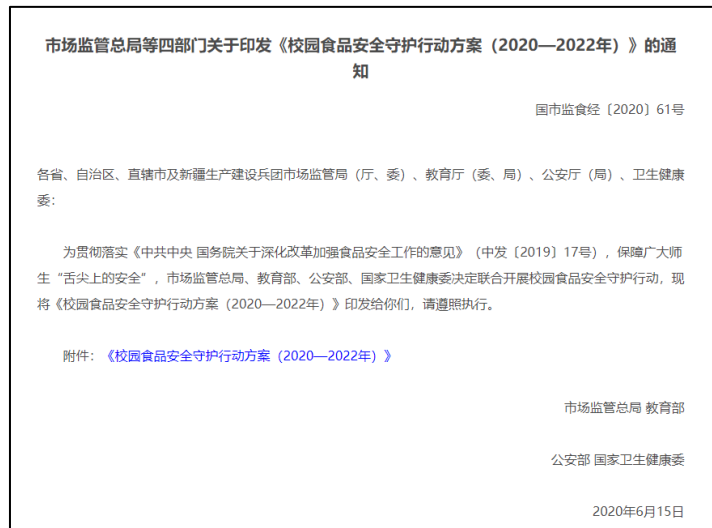 市场监管总局等四部门关于印发《校园食品安全守护行动方案（2020—2022年）》的通
知
国市监食经〔2020〕61号
各省、自治区、直辖市及新疆生产建设兵团市场监管局（厅、委）、教育厅（委、局）、公安厅（局）、卫生健康
委：
为贯彻落实《中共中央 国务院关于深化改革加强食品安全工作的意见》（中发〔2019〕17号），保障广大师
生“舌尖上的安全”，市场监管总局、教育部、公安部、国家卫生健康委决定联合开展校园食品安全守护行动，现
将《校园食品安全守护行动方案（2020—2022年）》印发给你们，请遵照执行。
附件：《校园食品安全守护行动方案（2020—2022年）》
市场监管总局 教育部
公安部 国家卫生健康委
2020年6月15日